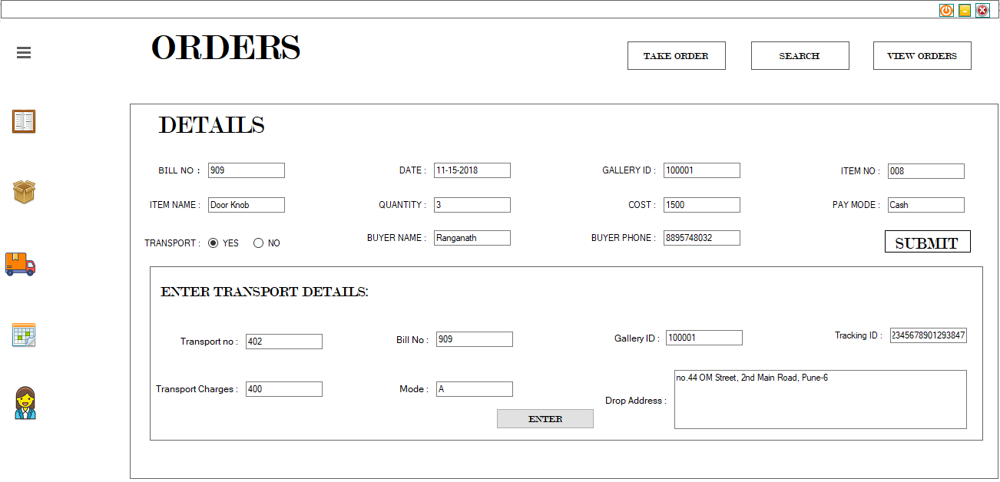 ORDERS
TAKE ORDER
SEARCH
VIEW ORDERS
DETAILS
BILL NO : 909
DATE : 11-15-2018
GALLERY ID : 100001
ITEM NO : 008
ITEM NAME : Door Knob
QUANTITY : 3
COST : 1500
PAY MODE : Cash
TRANSPORT : YES NO
BUYER NAME : Ranganath
BUYER PHONE : 8895748032
SUBMIT
ENTER TRANSPORT DETAILS:
Transport no : 402
Bill No : 909
Gallery ID : 100001
Tracking ID : 2345678901293847
Transport Charges : 400
Mode : A
Drop Address : no.44 OM Street, 2nd Main Road, Pune-6
ENTER